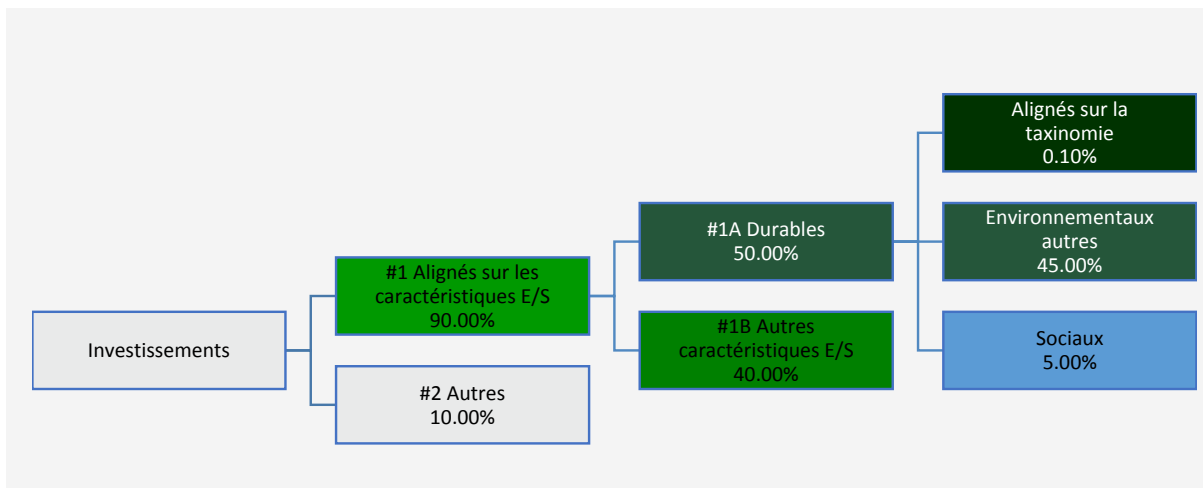 Investissements
#1 Alignés sur les
caractéristiques E/S
90.00%
#2 Autres
10.00%
#1A Durables
50.00%
#1B Autres
caractéristiques E/S
40.00%
Alignés sur la
taxinomie
0.10%
Environnementaux
autres
45.00%
Sociaux
5.00%